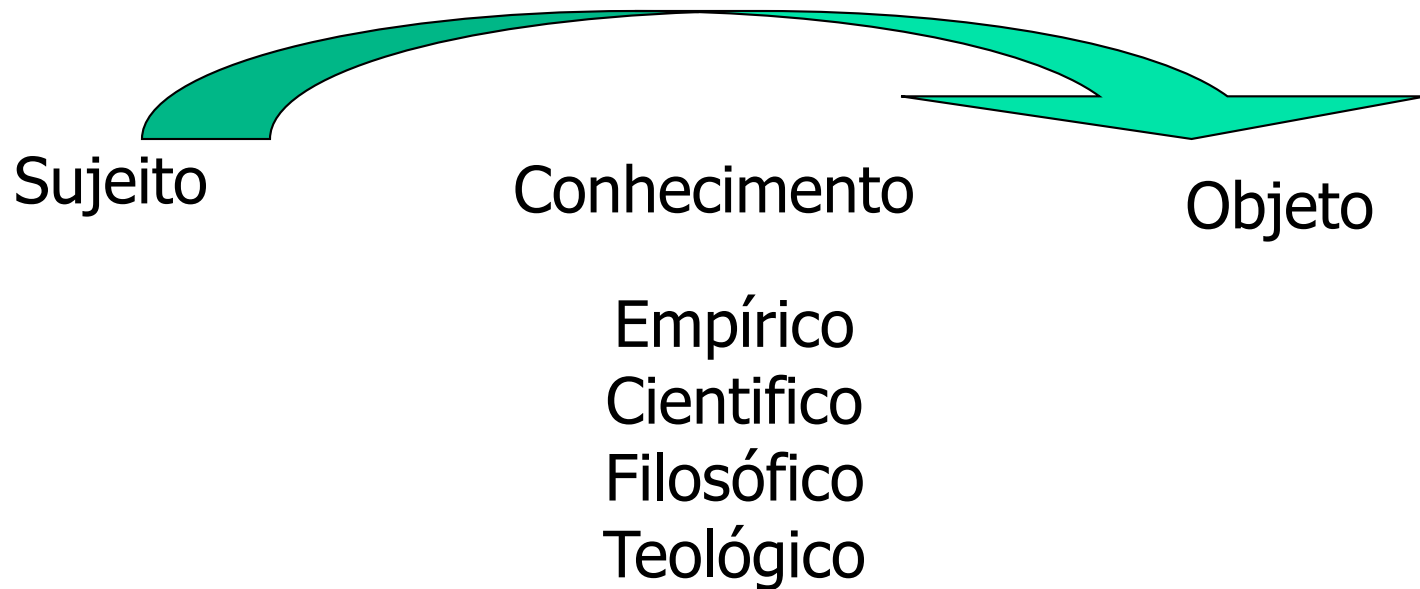 Sujeito
Conhecimento
Objeto
Empírico
Cientifico
Filosófico
Teológico